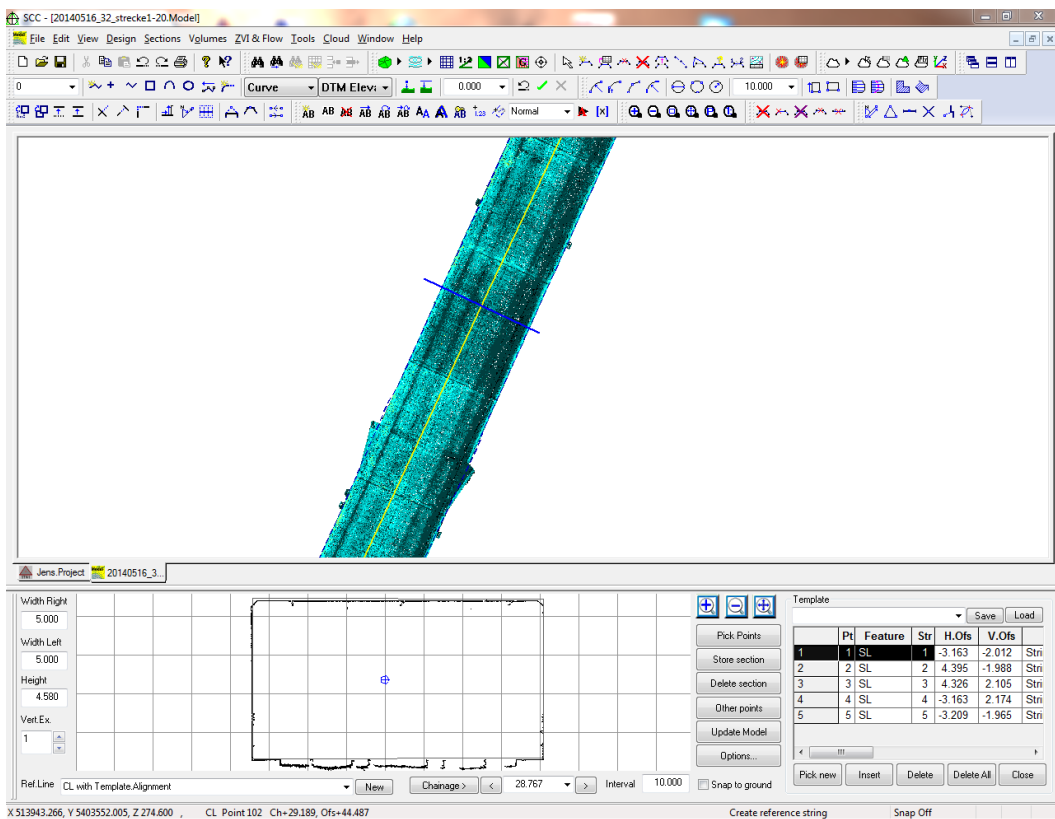 SCC - [20140516_32_strecke1-20.Model]
File Edit View Design Sections Volumes ZVI & Flow Tools Cloud Window Help
0 Curve DTM Elev: 0.000 10.000
AB AB AB AB AB AB AA A AB 1.23 Normal [x]
Jens.Project 20140516_3...
Width Right
5.000
Width Left
5.000
Height
4.580
Vert.Ex.
1
Pick Points
Store section
Delete section
Other points
Update Model
Options...
Snap to ground
Template
Save Load
Pt Feature Str H.Ofs V.Ofs
1 1 SL 1 -3.163 -2.012 Stri
2 2 SL 2 4.395 -1.988 Stri
3 3 SL 3 4.326 2.105 Stri
4 4 SL 4 -3.163 2.174 Stri
5 5 SL 5 -3.209 -1.965 Stri
Pick new Insert Delete Delete All Close
Ref.Line CL with Template.Alignment New Chainage > < 28.767 > Interval 10.000
X 513943.266, Y 5403552.005, Z 274.600 , CL Point 102 Ch+29.189, Ofs+44.487 Create reference string Snap Off